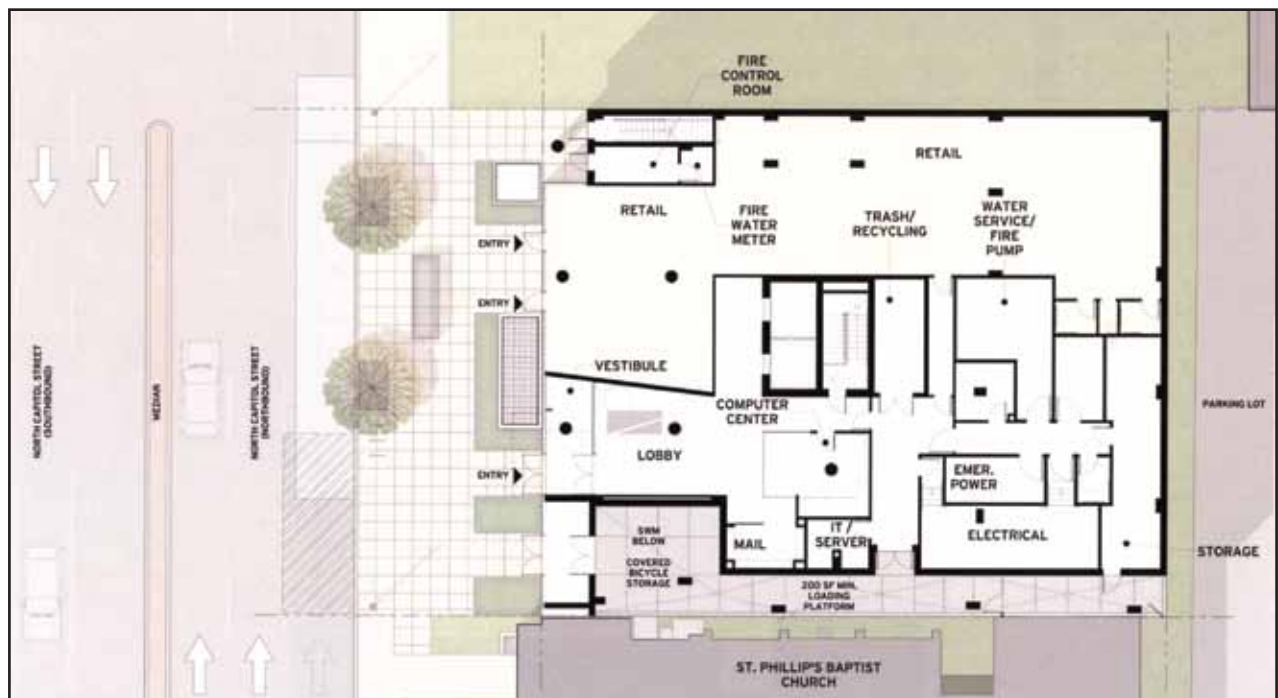 FIRE
CONTROL
ROOM
RETAIL
RETAIL
FIRE
WATER
METER
TRASH/
RECYCLING
WATER
SERVICE/
FIRE
PUMP
ENTRY
ENTRY
VESTIBULE
COMPUTER
CENTER
LOBBY
ENTRY
NORTH CAPITOL STREET
(SOUTHBOUND)
MEDIAN
NORTH CAPITOL STREET
(NORTHBOUND)
PARKING LOT
EMER.
POWER
SWM
BELOW
COVERED
BICYCLE
STORAGE
MAIL
IT /
SERVER
ELECTRICAL
STORAGE
200 SF MIN.
LOADING
PLATFORM
ST. PHILLIP'S BAPTIST
CHURCH